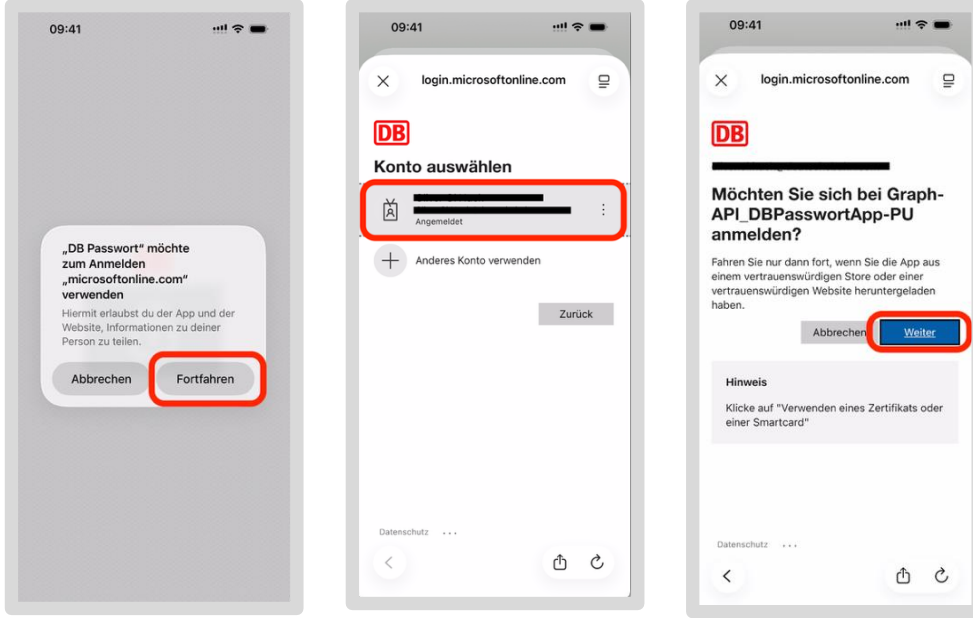 09:41
„DB Passwort“ möchte
zum Anmelden
„microsoftonline.com“
verwenden
Hiermit erlaubst du der App und der
Website, Informationen zu deiner
Person zu teilen.
Abbrechen
Fortfahren
09:41
login.microsoftonline.com
DB
Konto auswählen
Angemeldet
Anderes Konto verwenden
Zurück
Datenschutz ...
09:41
login.microsoftonline.com
DB
Möchten Sie sich bei Graph-
API_DBPasswortApp-PU
anmelden?
Fahren Sie nur dann fort, wenn Sie die App aus
einem vertrauenswürdigen Store oder einer
vertrauenswürdigen Website heruntergeladen
haben.
Abbrechen
Weiter
Hinweis
Klicke auf "Verwenden eines Zertifikats oder
einer Smartcard"
Datenschutz ...